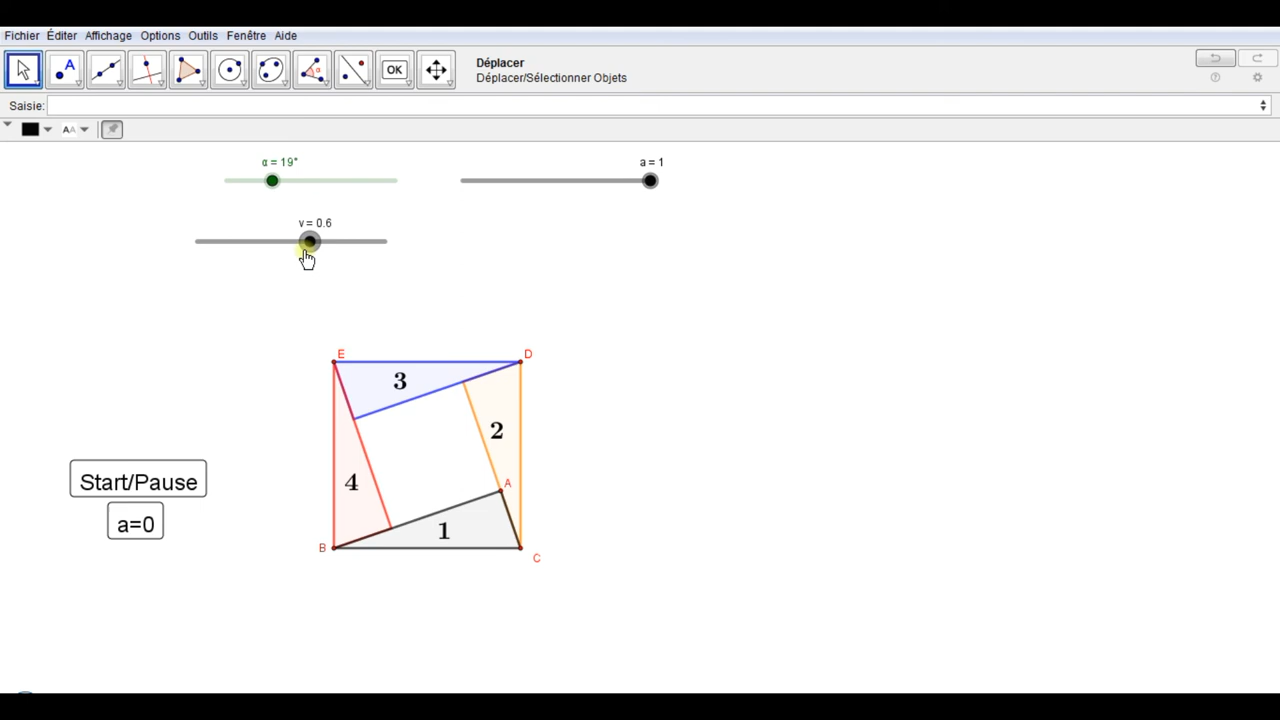 Fichier Éditer Affichage Options Outils Fenêtre Aide
A α OK Déplacer
Déplacer/Sélectionner Objets
Saisie:
AA
α = 19° a = 1
v = 0.6
E D
3
2
4 A
Start/Pause
a=0 1
B C